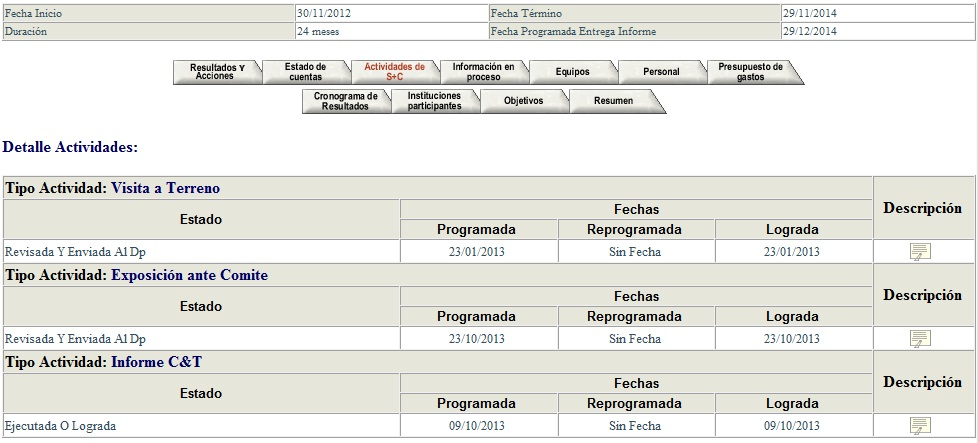 Fecha Inicio 30/11/2012 Fecha Término 29/11/2014
Duración 24 meses Fecha Programada Entrega Informe 29/12/2014
Resultados Y Acciones Estado de cuentas Actividades de S+C Información en proceso Equipos Personal Presupuesto de gastos
Cronograma de Resultados Instituciones participantes Objetivos Resumen
Detalle Actividades:
Tipo Actividad: Visita a Terreno Descripción
Estado Fechas
Programada Reprogramada Lograda
Revisada Y Enviada Al Dp 23/01/2013 Sin Fecha 23/01/2013
Tipo Actividad: Exposición ante Comite Descripción
Estado Fechas
Programada Reprogramada Lograda
Revisada Y Enviada Al Dp 23/10/2013 Sin Fecha 23/10/2013
Tipo Actividad: Informe C&T Descripción
Estado Fechas
Programada Reprogramada Lograda
Ejecutada O Lograda 09/10/2013 Sin Fecha 09/10/2013